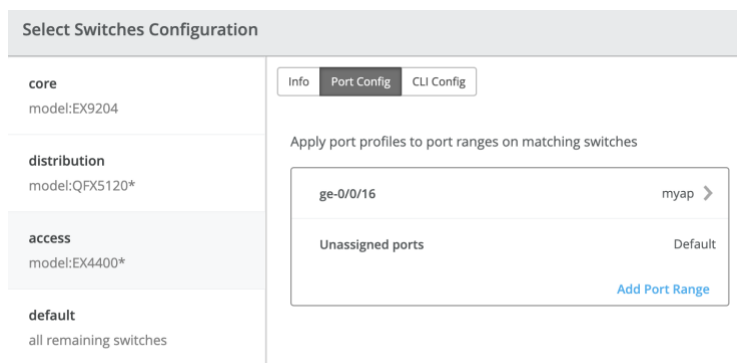 Select Switches Configuration
core
model:EX9204
distribution
model:QFX5120*
access
model:EX4400*
default
all remaining switches
Info Port Config CLI Config
Apply port profiles to port ranges on matching switches
ge-0/0/16 myap
Unassigned ports Default
Add Port Range